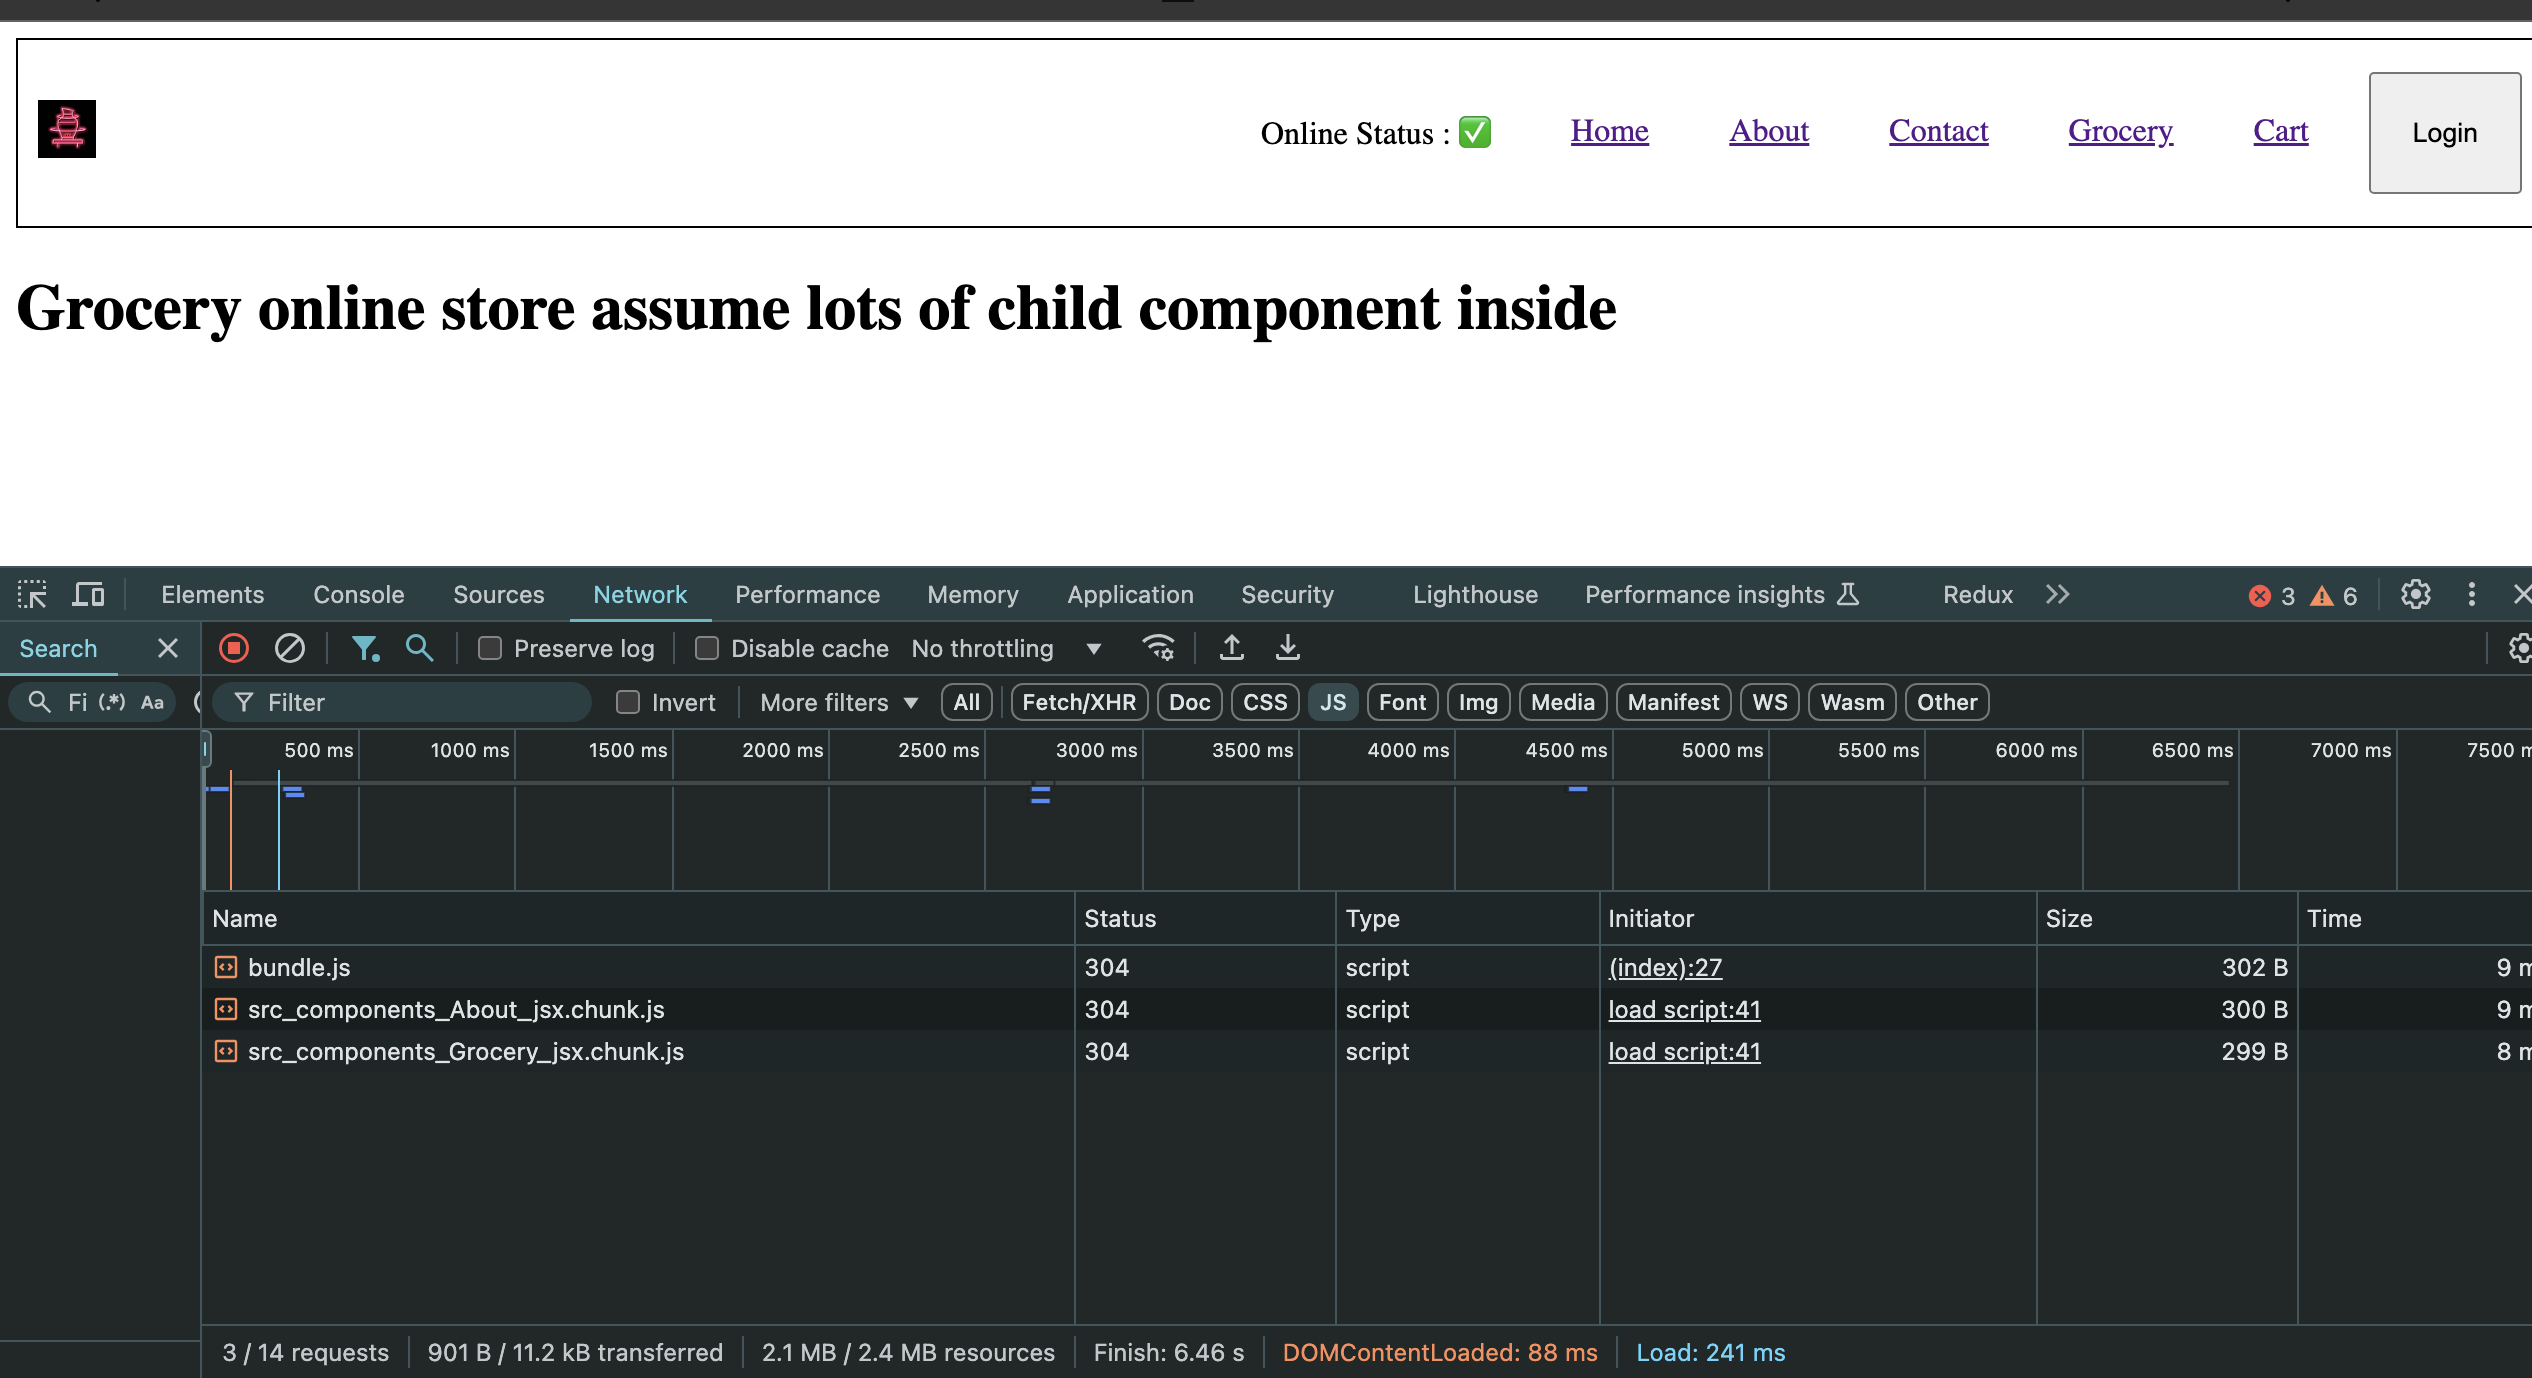 Online Status : ✅ Home About Contact Grocery Cart Login
Grocery online store assume lots of child component inside
Elements Console Sources Network Performance Memory Application Security Lighthouse Performance insights Redux 3 6
Search Preserve log Disable cache No throttling
Fi (.*) Aa Filter Invert More filters All Fetch/XHR Doc CSS JS Font Img Media Manifest WS Wasm Other
500 ms 1000 ms 1500 ms 2000 ms 2500 ms 3000 ms 3500 ms 4000 ms 4500 ms 5000 ms 5500 ms 6000 ms 6500 ms 7000 ms 7500 m
Name Status Type Initiator Size Time
bundle.js 304 script (index):27 302 B 9 m
src_components_About_jsx.chunk.js 304 script load script:41 300 B 9 m
src_components_Grocery_jsx.chunk.js 304 script load script:41 299 B 8 m
3 / 14 requests 901 B / 11.2 kB transferred 2.1 MB / 2.4 MB resources Finish: 6.46 s DOMContentLoaded: 88 ms Load: 241 ms